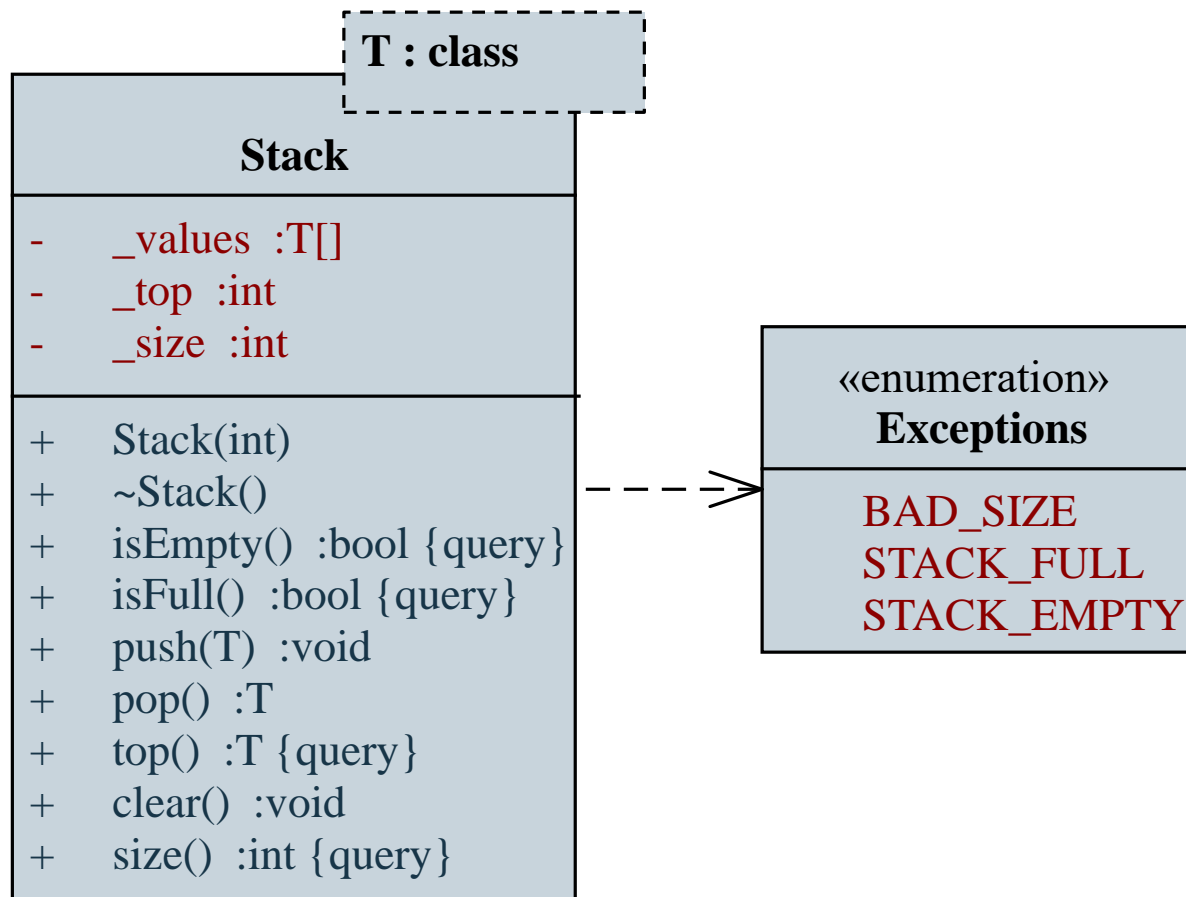 T : class
Stack
- _values :T[]
- _top :int
- _size :int
+ Stack(int)
+ ~Stack()
+ isEmpty() :bool {query}
+ isFull() :bool {query}
+ push(T) :void
+ pop() :T
+ top() :T {query}
+ clear() :void
+ size() :int {query}
«enumeration»
Exceptions
BAD_SIZE
STACK_FULL
STACK_EMPTY